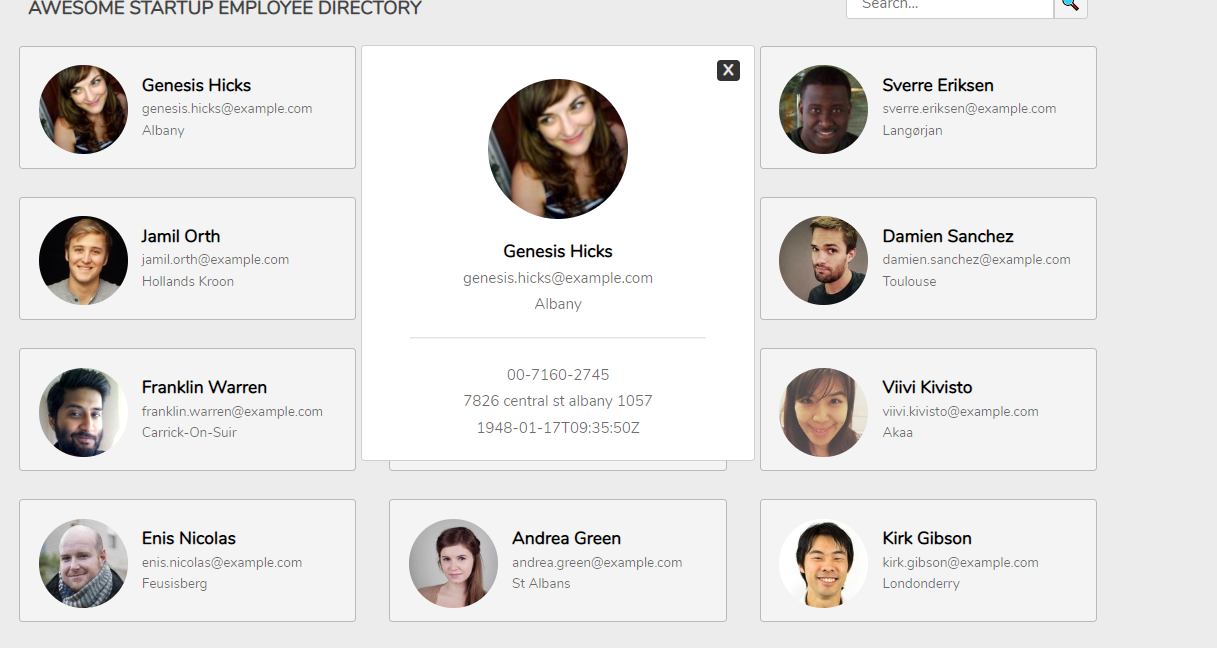 AWESOME STARTUP EMPLOYEE DIRECTORY
Search...
Genesis Hicks
genesis.hicks@example.com
Albany
X
Genesis Hicks
genesis.hicks@example.com
Albany
00-7160-2745
7826 central st albany 1057
1948-01-17T09:35:50Z
Sverre Eriksen
sverre.eriksen@example.com
Langørjan
Jamil Orth
jamil.orth@example.com
Hollands Kroon
Damien Sanchez
damien.sanchez@example.com
Toulouse
Franklin Warren
franklin.warren@example.com
Carrick-On-Suir
Viivi Kivisto
viivi.kivisto@example.com
Akaa
Enis Nicolas
enis.nicolas@example.com
Feusisberg
Andrea Green
andrea.green@example.com
St Albans
Kirk Gibson
kirk.gibson@example.com
Londonderry